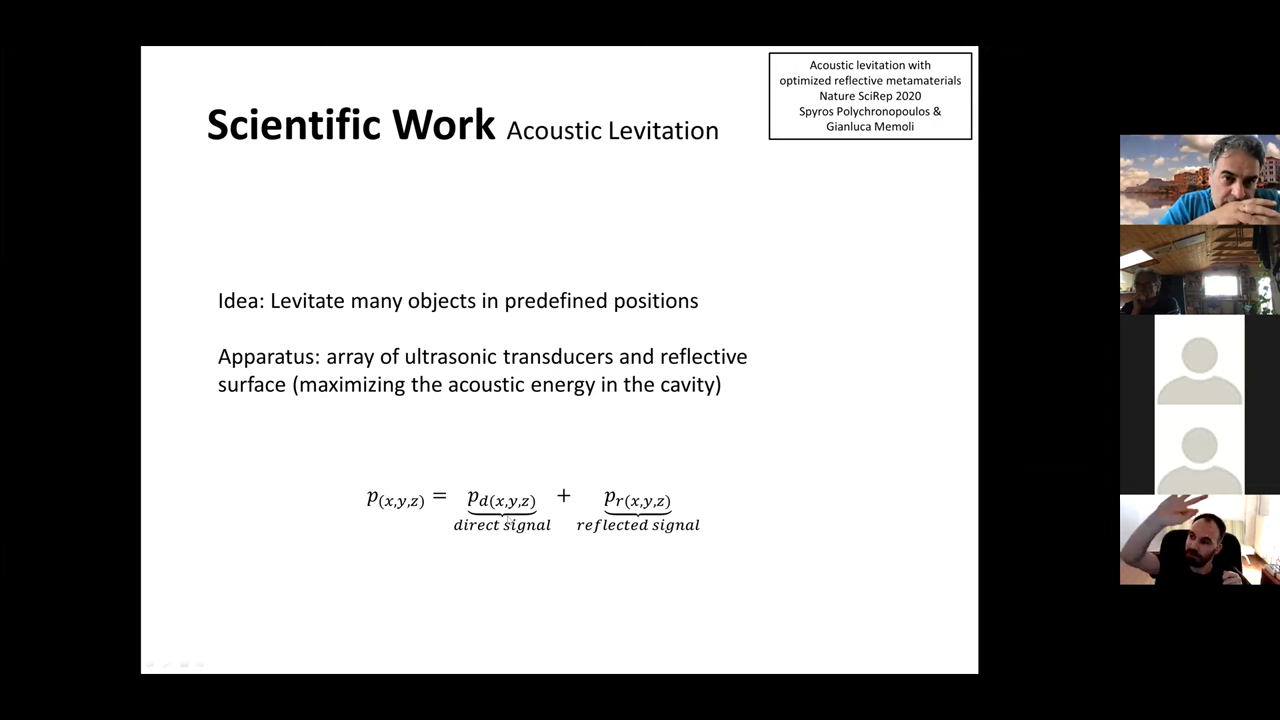 Acoustic levitation with
optimized reflective metamaterials
Nature SciRep 2020
Spyros Polychronopoulos &
Gianluca Memoli
Scientific Work Acoustic Levitation
Idea: Levitate many objects in predefined positions
Apparatus: array of ultrasonic transducers and reflective
surface (maximizing the acoustic energy in the cavity)
p(x,y,z) = pd(x,y,z) + pr(x,y,z)
direct signal reflected signal